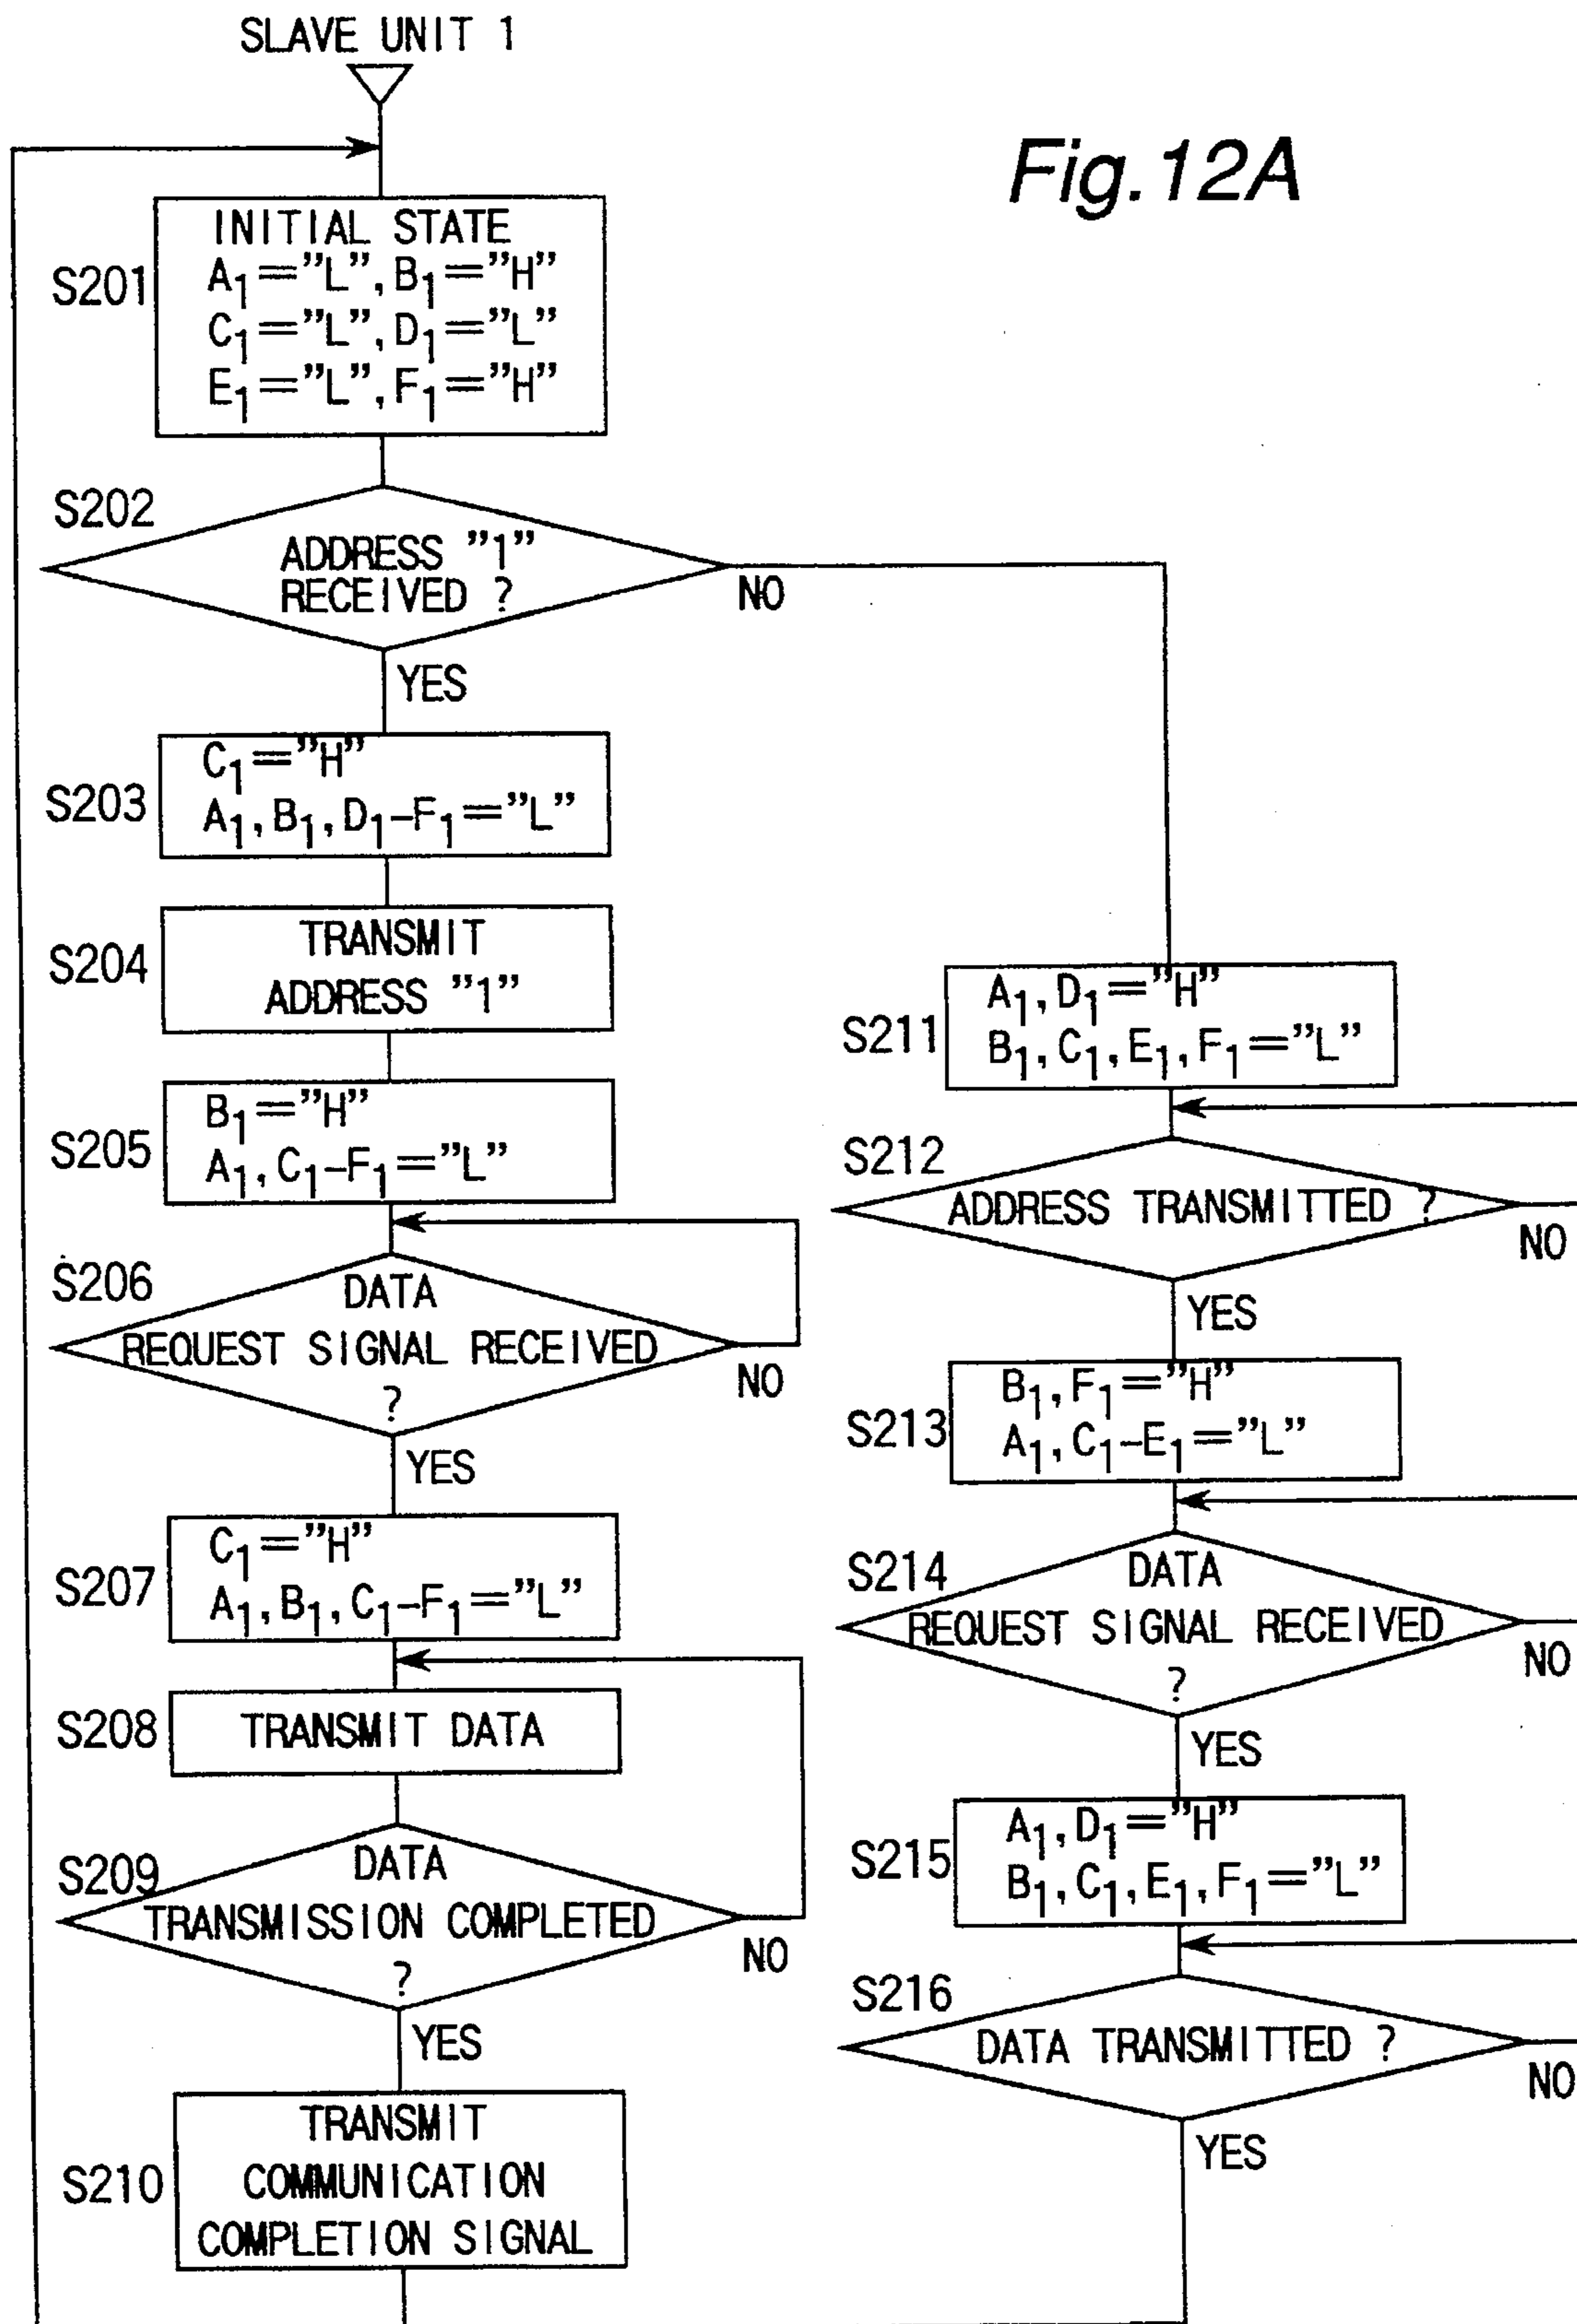 SLAVE UNIT 1
Fig.12A
S201
INITIAL STATE
A1="L", B1="H"
C1="L", D1="L"
E1="L", F1="H"
S202
ADDRESS "1"
RECEIVED ?
NO
YES
S203
C1="H"
A1, B1, D1-F1="L"
S204
TRANSMIT
ADDRESS "1"
S205
B1="H"
A1, C1-F1="L"
S206
DATA
REQUEST SIGNAL RECEIVED
?
NO
YES
S207
C1="H"
A1, B1, C1-F1="L"
S208
TRANSMIT DATA
S209
DATA
TRANSMISSION COMPLETED
?
NO
YES
S210
TRANSMIT
COMMUNICATION
COMPLETION SIGNAL
S211
A1, D1="H"
B1, C1, E1, F1="L"
S212
ADDRESS TRANSMITTED ?
NO
YES
S213
B1, F1="H"
A1, C1-E1="L"
S214
DATA
REQUEST SIGNAL RECEIVED
?
NO
YES
S215
A1, D1="H"
B1, C1, E1, F1="L"
S216
DATA TRANSMITTED ?
NO
YES